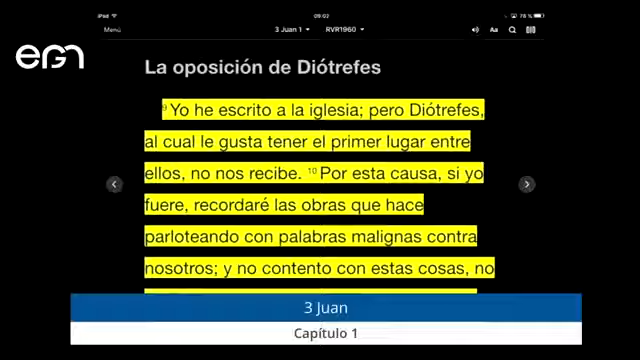 iPad
09:02
78 %
Menú
3 Juan 1
RVR1960
Aa
ern
La oposición de Diótrefes
9 Yo he escrito a la iglesia; pero Diótrefes,
al cual le gusta tener el primer lugar entre
ellos, no nos recibe. 10 Por esta causa, si yo
fuere, recordaré las obras que hace
parloteando con palabras malignas contra
nosotros; y no contento con estas cosas, no
3 Juan
Capítulo 1